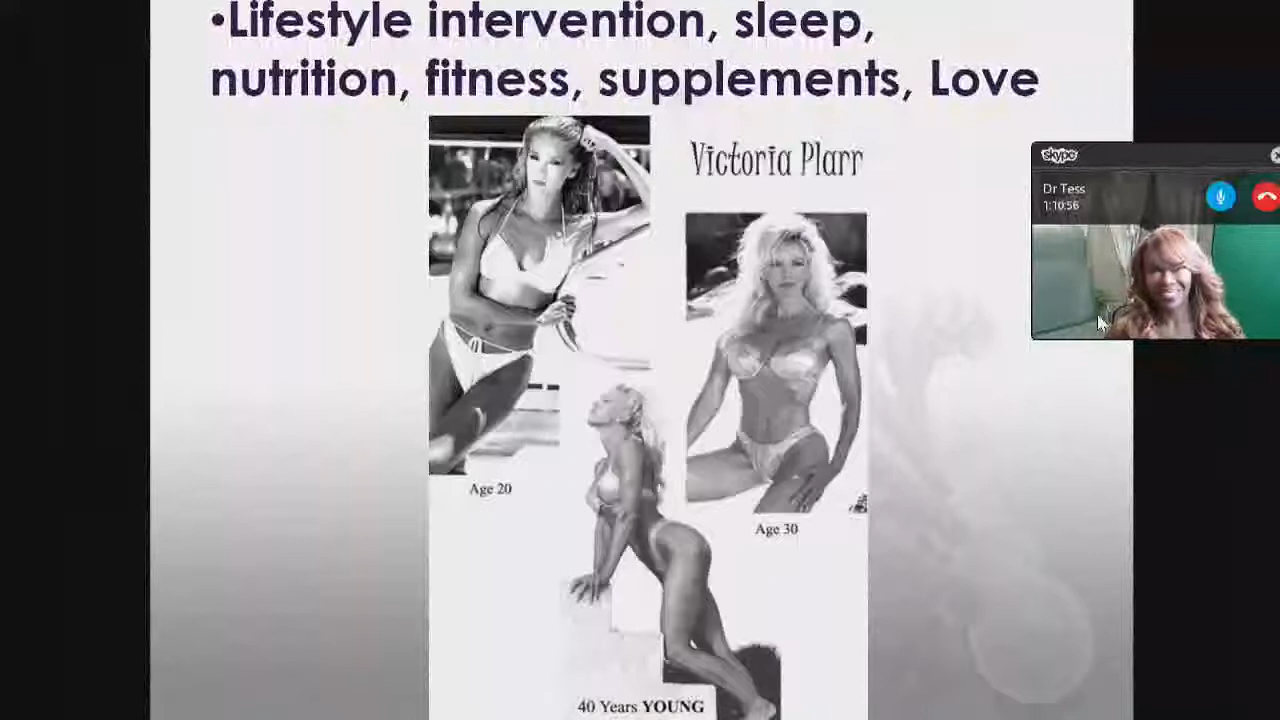 •Lifestyle intervention, sleep,
nutrition, fitness, supplements, Love
Victoria Plarr
skype
Dr Tess
1:10:56
Age 20
Age 30
40 Years YOUNG